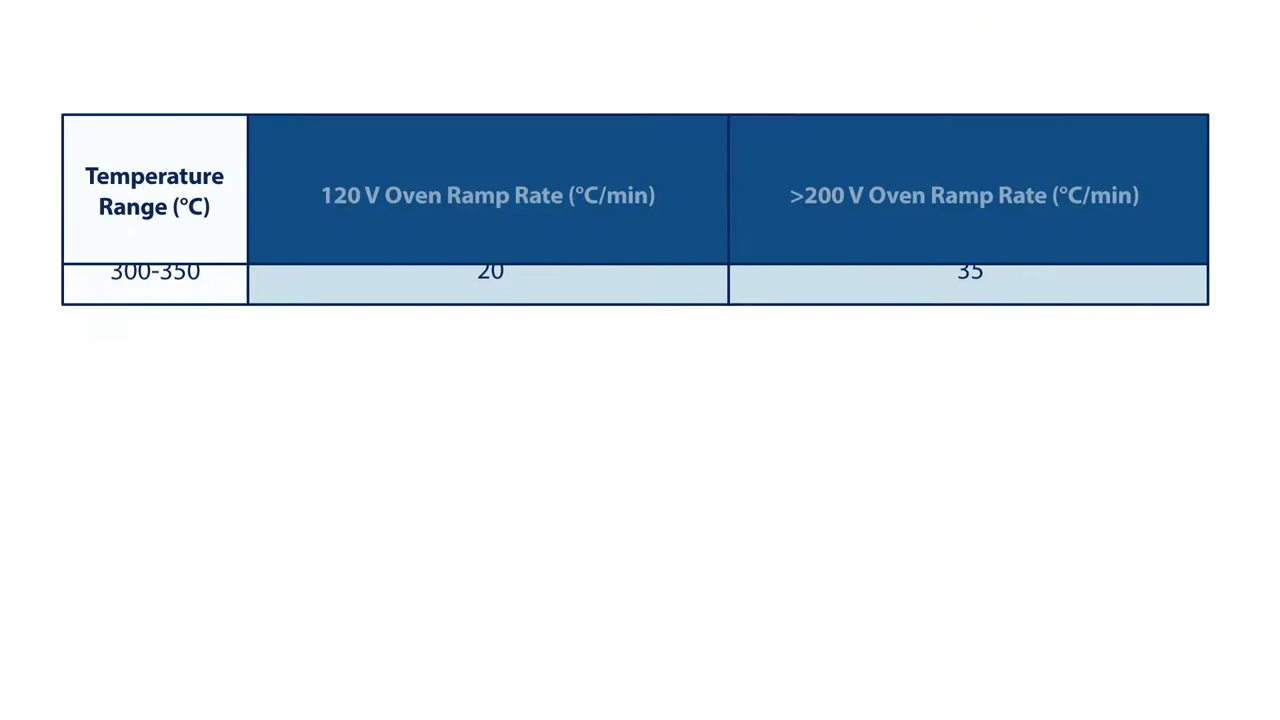 Temperature
Range (°C)
120 V Oven Ramp Rate (°C/min)
>200 V Oven Ramp Rate (°C/min)
300-350
20
35